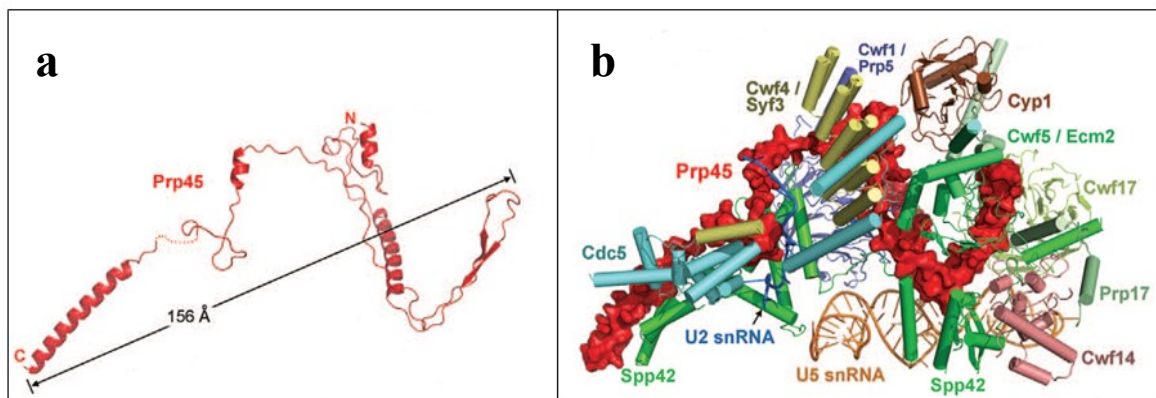 a
N
Prp45
156 Å
C
b
Cwf1 /
Prp5
Cwf4 /
Syf3
Cyp1
Cwf5 / Ecm2
Prp45
Cwf17
Cdc5
Prp17
U2 snRNA
Cwf14
U5 snRNA
Spp42
Spp42